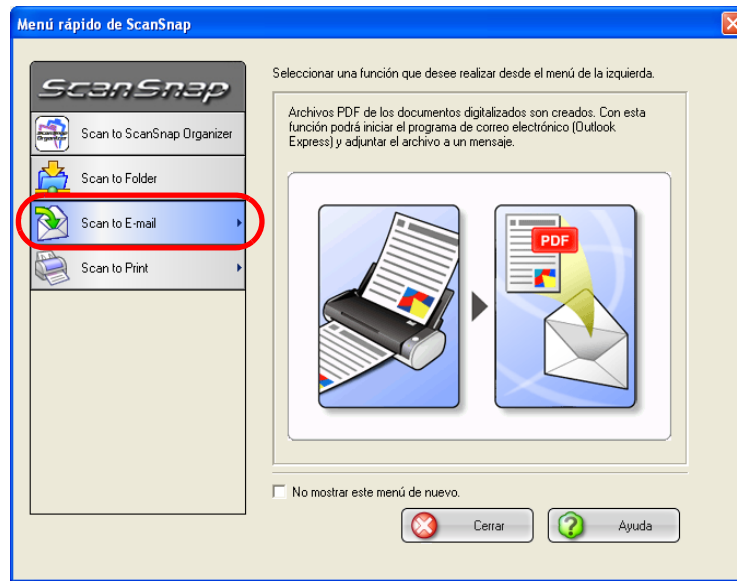 Menú rápido de ScanSnap
ScanSnap
Scan to ScanSnap Organizer
Scan to Folder
Scan to E-mail
Scan to Print
Seleccionar una función que desee realizar desde el menú de la izquierda.
Archivos PDF de los documentos digitalizados son creados. Con esta
función podrá iniciar el programa de correo electrónico (Outlook
Express) y adjuntar el archivo a un mensaje.
PDF
No mostrar este menú de nuevo.
Cerrar
Ayuda